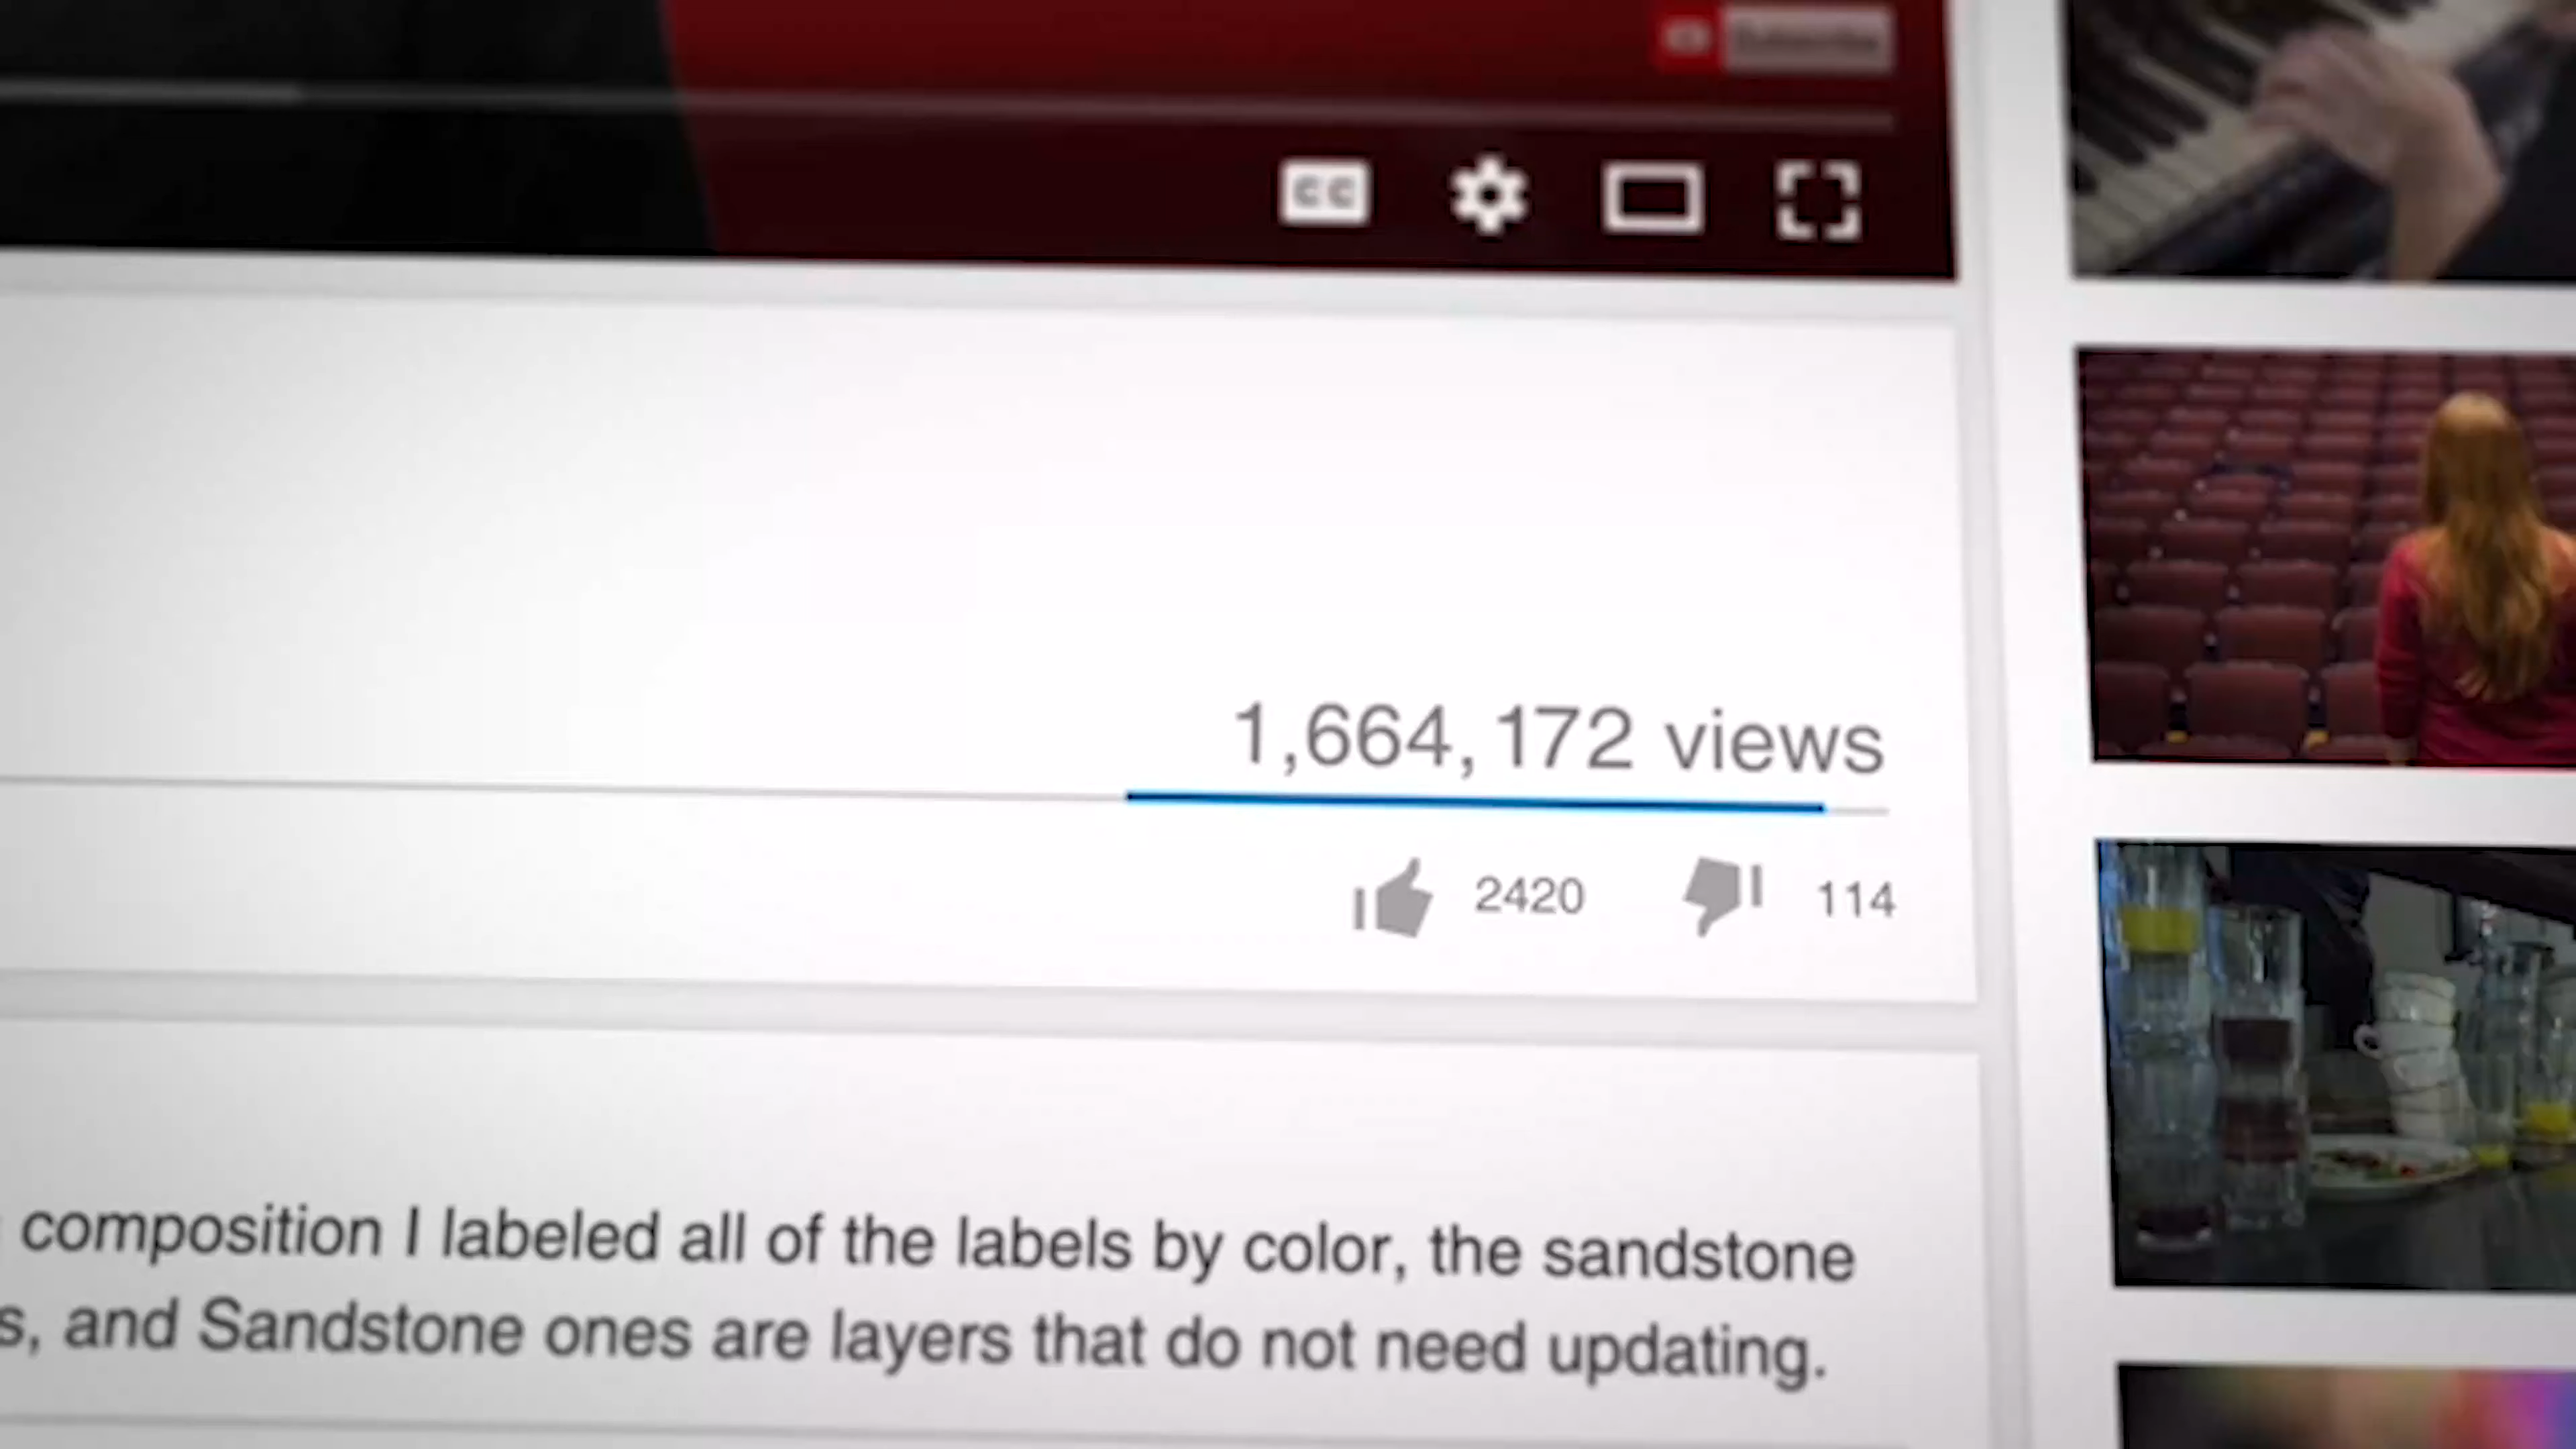 Subscribe
CC
1,664,172 views
2420 114
composition I labeled all of the labels by color, the sandstone
s, and Sandstone ones are layers that do not need updating.